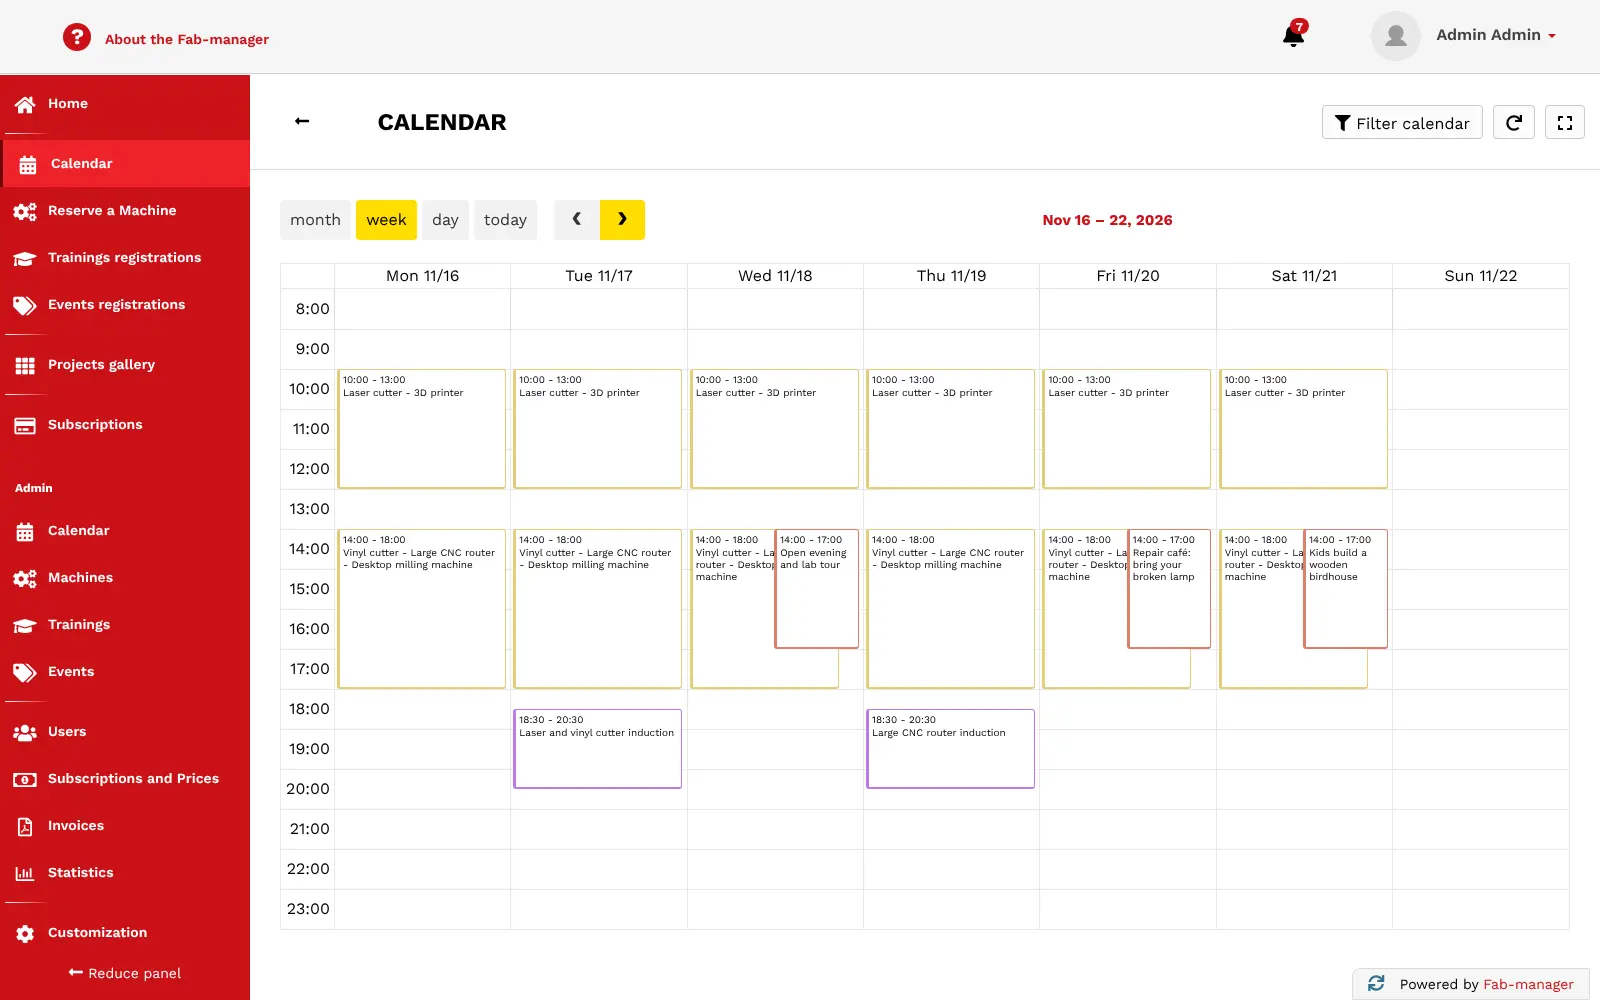 About the Fab-manager
7
Admin Admin
Home
Calendar
Reserve a Machine
Trainings registrations
Events registrations
Projects gallery
Subscriptions
Admin
Calendar
Machines
Trainings
Events
Users
Subscriptions and Prices
Invoices
Statistics
Customization
Reduce panel
CALENDAR
Filter calendar
month week day today
Nov 16 – 22, 2026
Mon 11/16 Tue 11/17 Wed 11/18 Thu 11/19 Fri 11/20 Sat 11/21 Sun 11/22
8:00
9:00
10:00
11:00
12:00
13:00
14:00
15:00
16:00
17:00
18:00
19:00
20:00
21:00
22:00
23:00
10:00 - 13:00
Laser cutter - 3D printer
14:00 - 18:00
Vinyl cutter - Large CNC router
- Desktop milling machine
10:00 - 13:00
Laser cutter - 3D printer
14:00 - 18:00
Vinyl cutter - Large CNC router
- Desktop milling machine
18:30 - 20:30
Laser and vinyl cutter induction
10:00 - 13:00
Laser cutter - 3D printer
14:00 - 18:00
Vinyl cutter - La
router - Desktop
machine
14:00 - 17:00
Open evening
and lab tour
10:00 - 13:00
Laser cutter - 3D printer
14:00 - 18:00
Vinyl cutter - Large CNC router
- Desktop milling machine
18:30 - 20:30
Large CNC router induction
10:00 - 13:00
Laser cutter - 3D printer
14:00 - 18:00
Vinyl cutter - La
router - Desktop
machine
14:00 - 17:00
Repair café:
bring your
broken lamp
10:00 - 13:00
Laser cutter - 3D printer
14:00 - 18:00
Vinyl cutter - La
router - Desktop
machine
14:00 - 17:00
Kids build a
wooden
birdhouse
Powered by Fab-manager